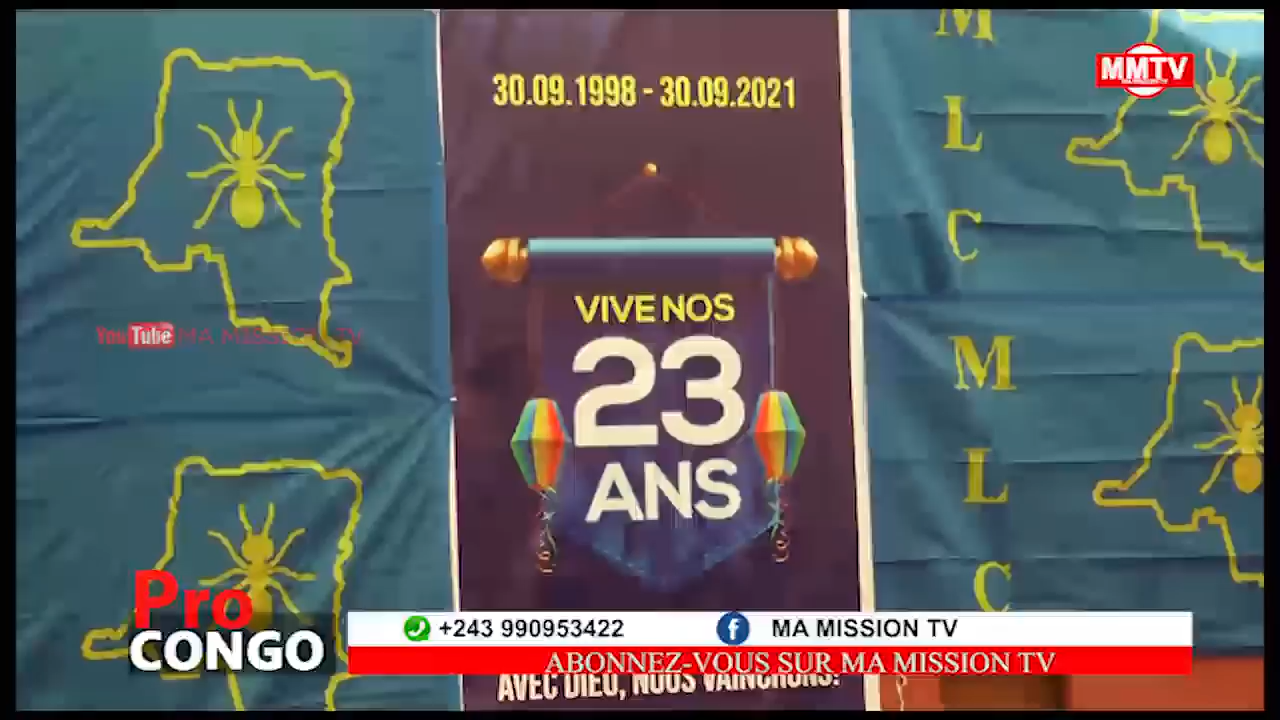 30.09.1998 - 30.09.2021
VIVE NOS
23
ANS
AVEC DIEU, NOUS VAINCRONS!
M
L
C
M
L
C
MMTV
YouTube MA MISSION TV
Pro
CONGO
+243 990953422
MA MISSION TV
ABONNEZ-VOUS SUR MA MISSION TV